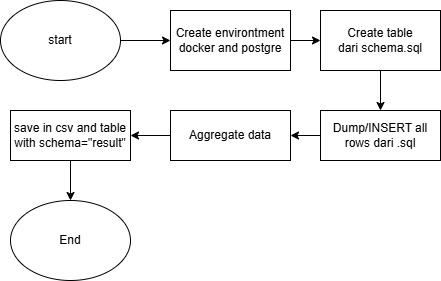 start
Create environtment
docker and postgre
Create table
dari schema.sql
save in csv and table
with schema="result"
Aggregate data
Dump/INSERT all
rows dari .sql
End